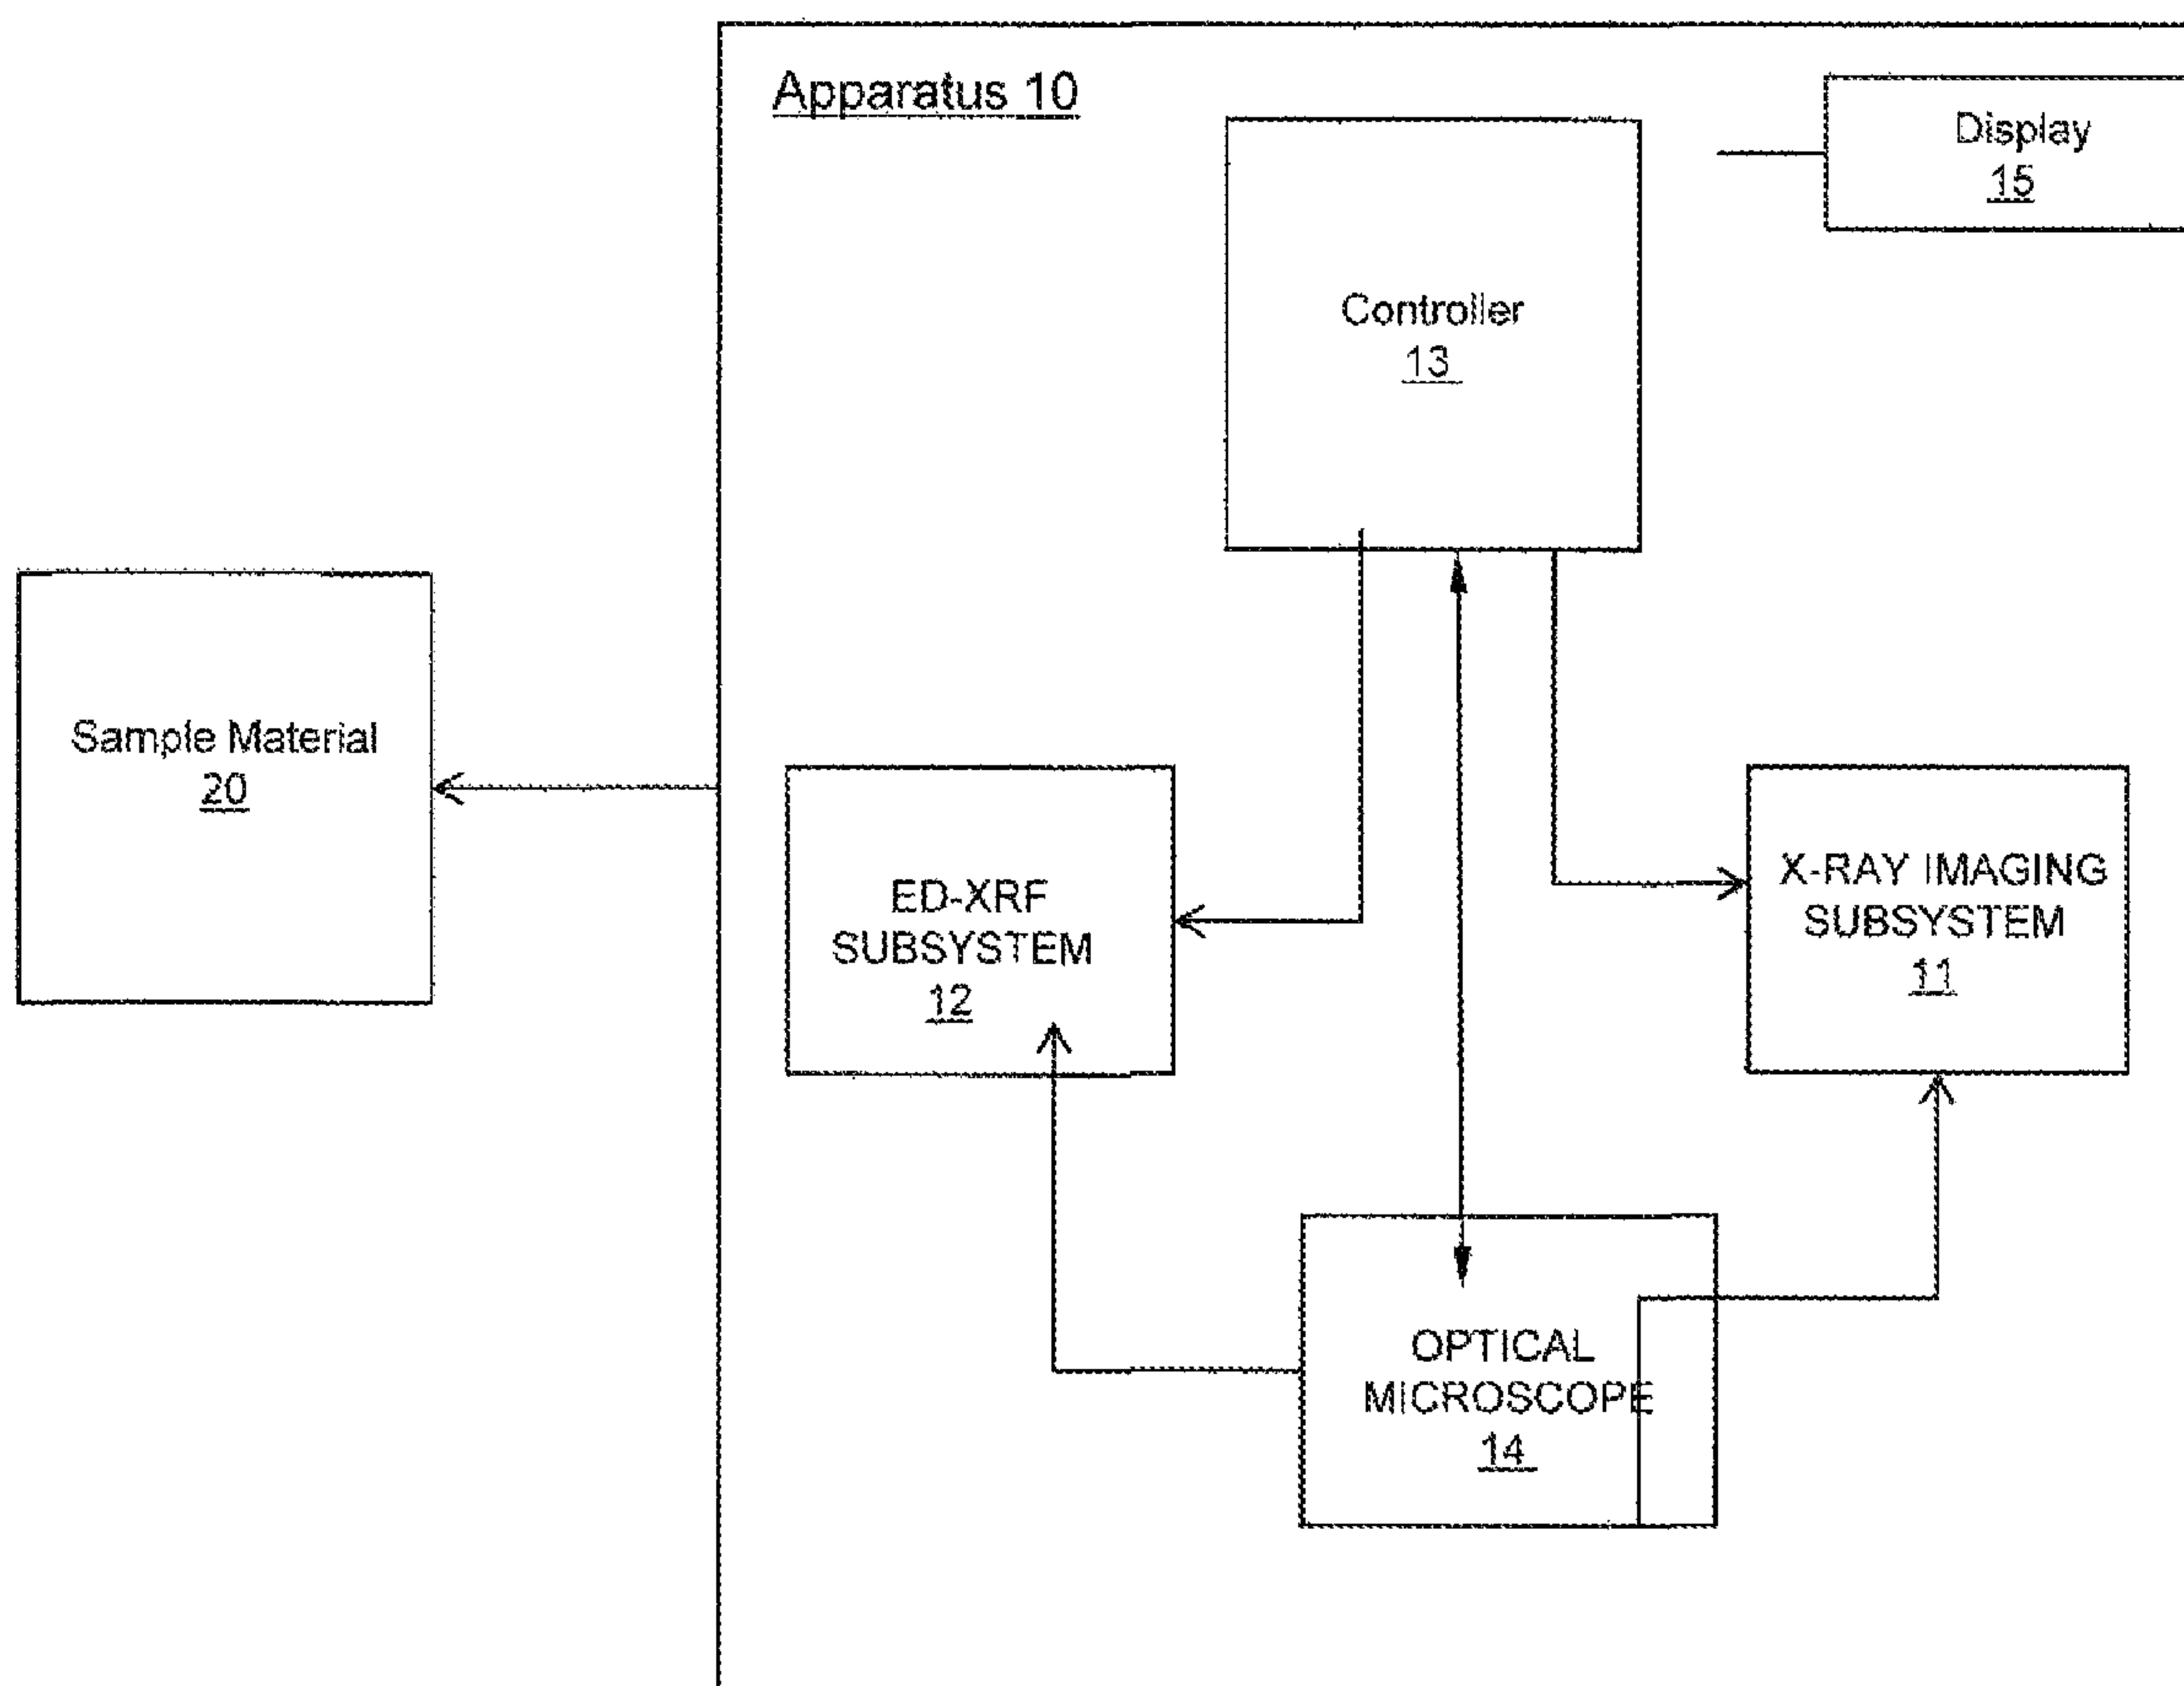 Apparatus 10
Display
15
Controller
13
Sample Material
20
ED-XRF
SUBSYSTEM
12
X-RAY IMAGING
SUBSYSTEM
11
OPTICAL
MICROSCOPE
14